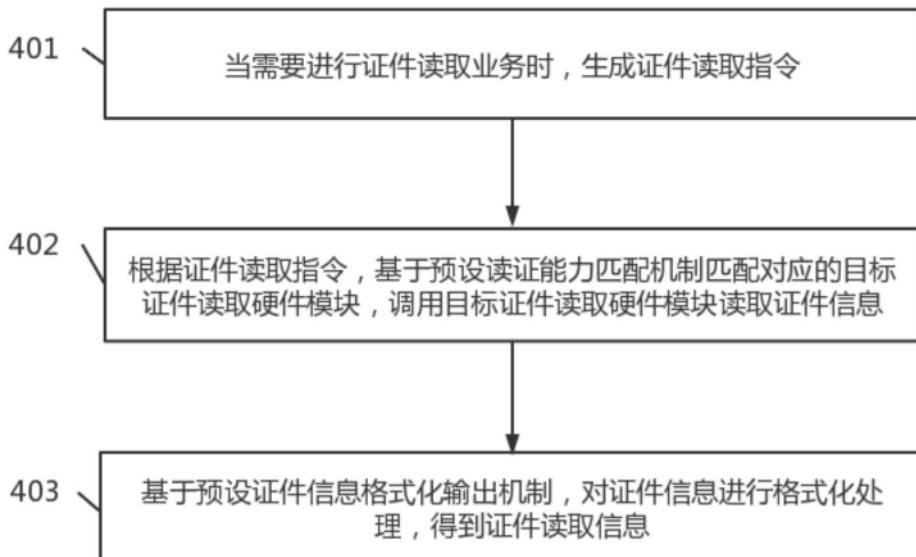 401
当需要进行证件读取业务时，生成证件读取指令
402
根据证件读取指令，基于预设读证能力匹配机制匹配对应的目标
证件读取硬件模块，调用目标证件读取硬件模块读取证件信息
403
基于预设证件信息格式化输出机制，对证件信息进行格式化处
理，得到证件读取信息